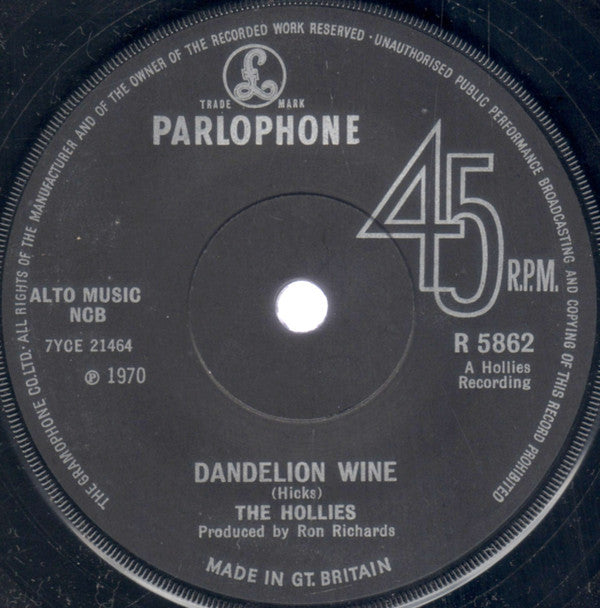 THE GRAMOPHONE CO. LTD. · ALL RIGHTS OF THE MANUFACTURER AND OF THE OWNER OF THE RECORDED WORK RESERVED · UNAUTHORISED PUBLIC PERFORMANCE BROADCASTING AND COPYING OF THIS RECORD PROHIBITED
£
TRADE MARK
PARLOPHONE
45
R.P.M.
ALTO MUSIC
NCB
7YCE 21464
℗ 1970
R 5862
A Hollies
Recording
DANDELION WINE
(Hicks)
THE HOLLIES
Produced by Ron Richards
MADE IN GT. BRITAIN